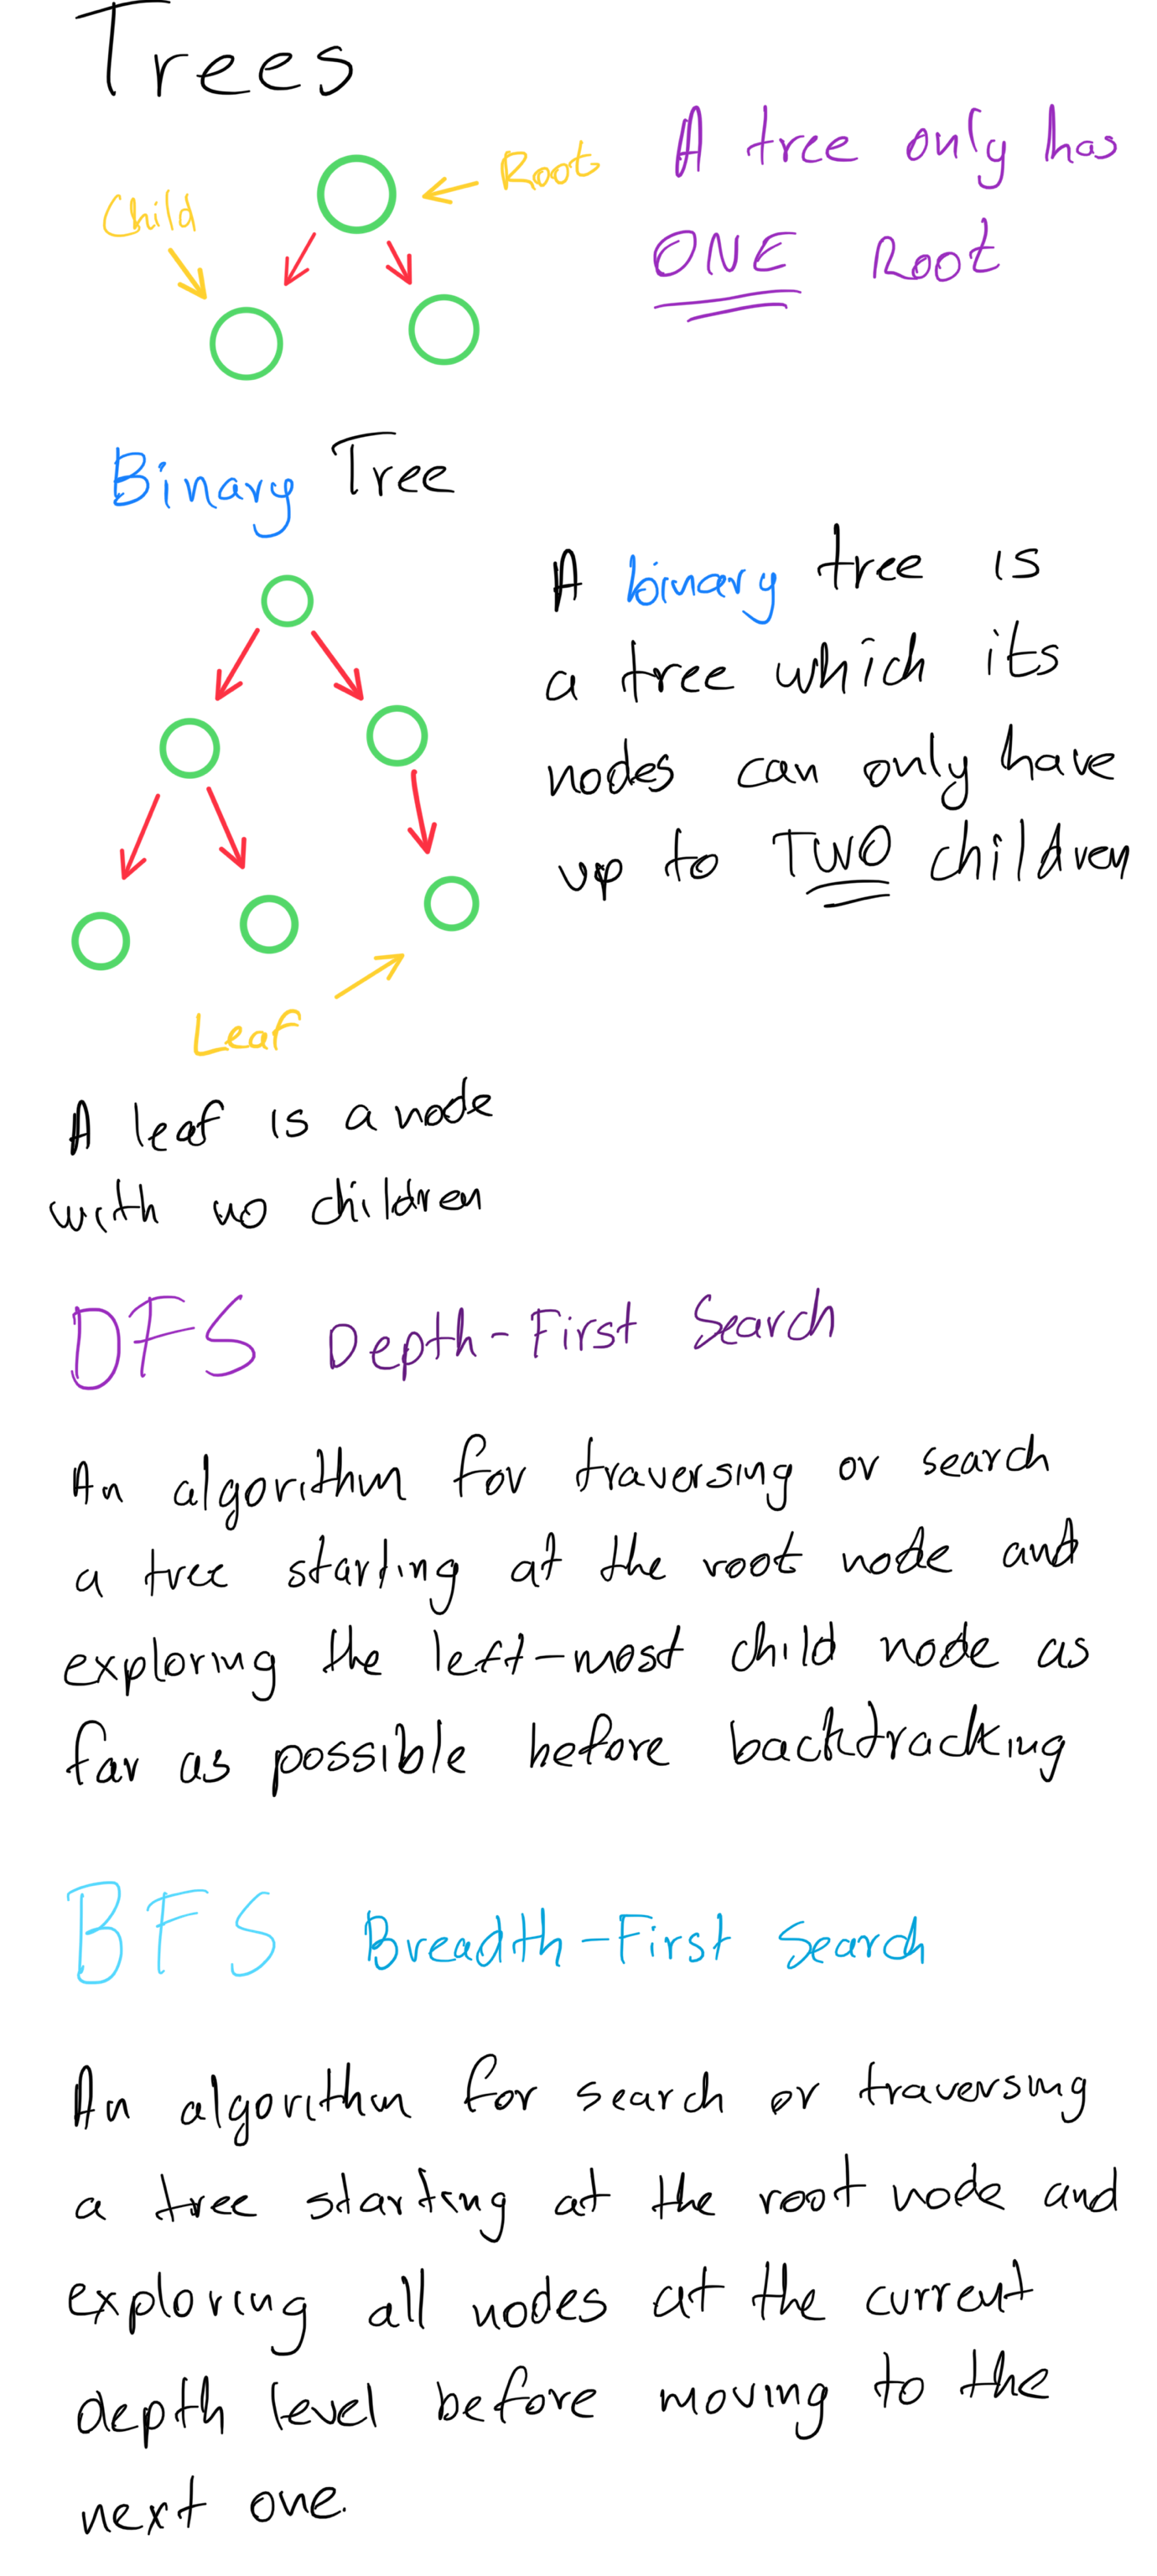 Trees
Child
Root
A tree only has
ONE Root
Binary Tree
A binary tree is
a tree which its
nodes can only have
up to TWO children
Leaf
A leaf is a node
with no children
DFS Depth-First Search
An algorithm for traversing or search
a tree starting at the root node and
exploring the left-most child node as
far as possible before backtracking
BFS Breadth-First Search
An algorithm for search or traversing
a tree starting at the root node and
exploring all nodes at the current
depth level before moving to the
next one.